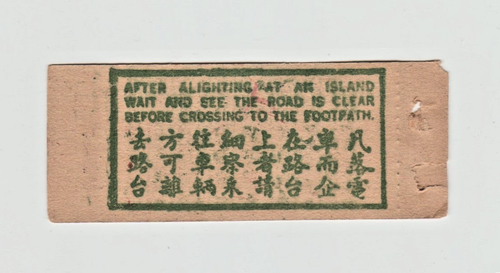 AFTER ALIGHTING AT AN ISLAND
WAIT AND SEE THE ROAD IS CLEAR
BEFORE CROSSING TO THE FOOTPATH.
凡落電
車而企
在路台
上者請
細察來
往車輛
方可離
去路台